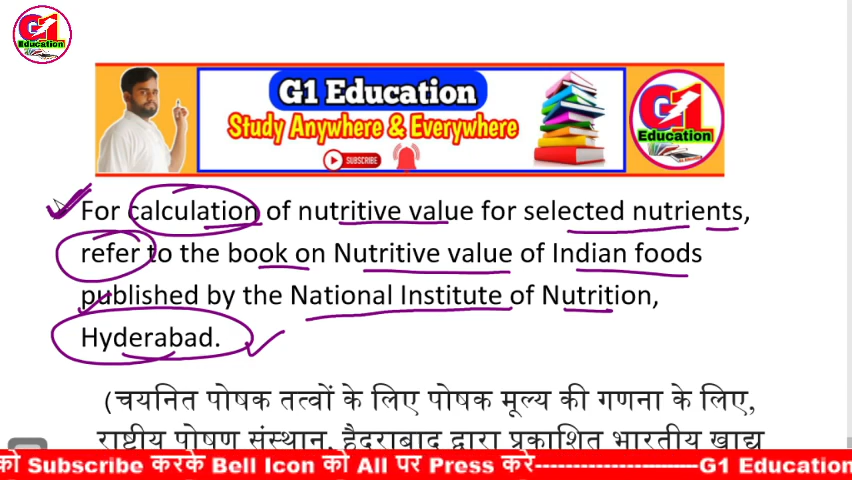 G1
Education
G1 Education
Study Anywhere & Everywhere
SUBSCRIBE
G1
Education
For calculation of nutritive value for selected nutrients,
refer to the book on Nutritive value of Indian foods
published by the National Institute of Nutrition,
Hyderabad.
(चयनित पोषक तत्वों के लिए पोषक मूल्य की गणना के लिए,
राष्ट्रीय पोषण संस्थान, हैदराबाद द्वारा प्रकाशित भारतीय खाद्य
को Subscribe करके Bell Icon को All पर Press करे----------------------G1 Education